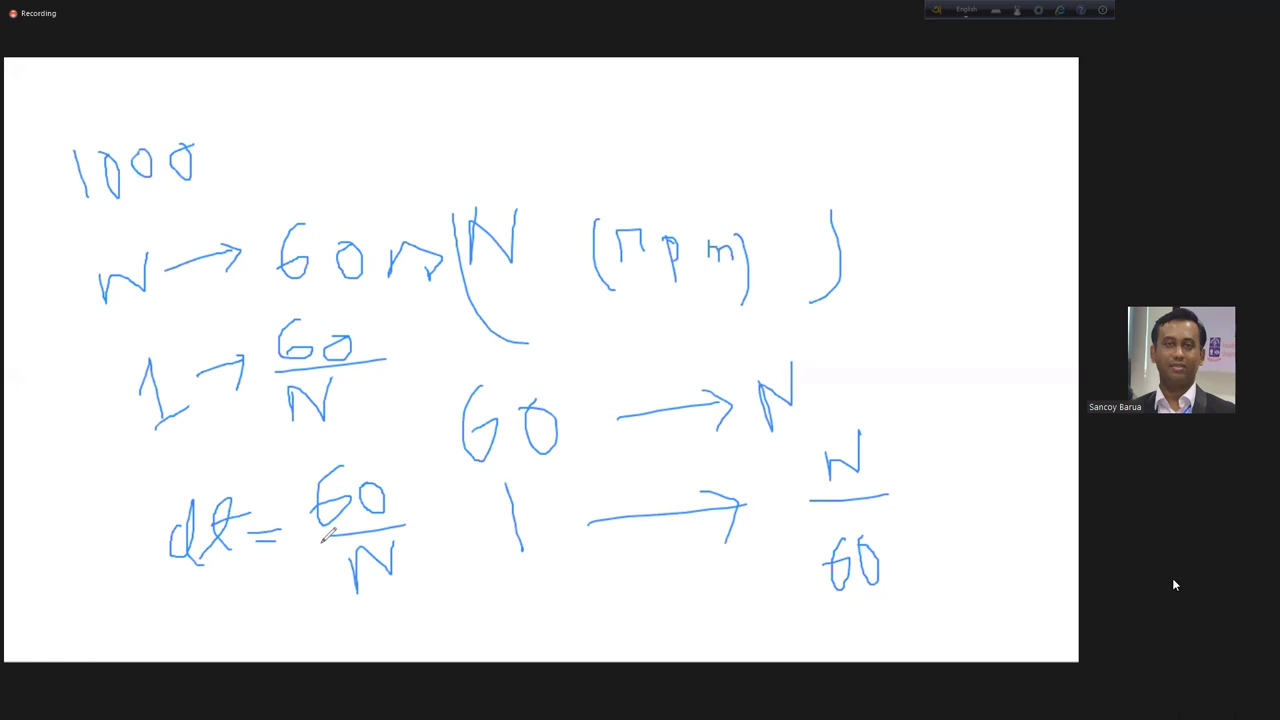 Recording
English
1000
N → 60 N (rpm)
1 → 60/N
60 → N
dt = 60/N
1 → N/60
Sancoy Barua